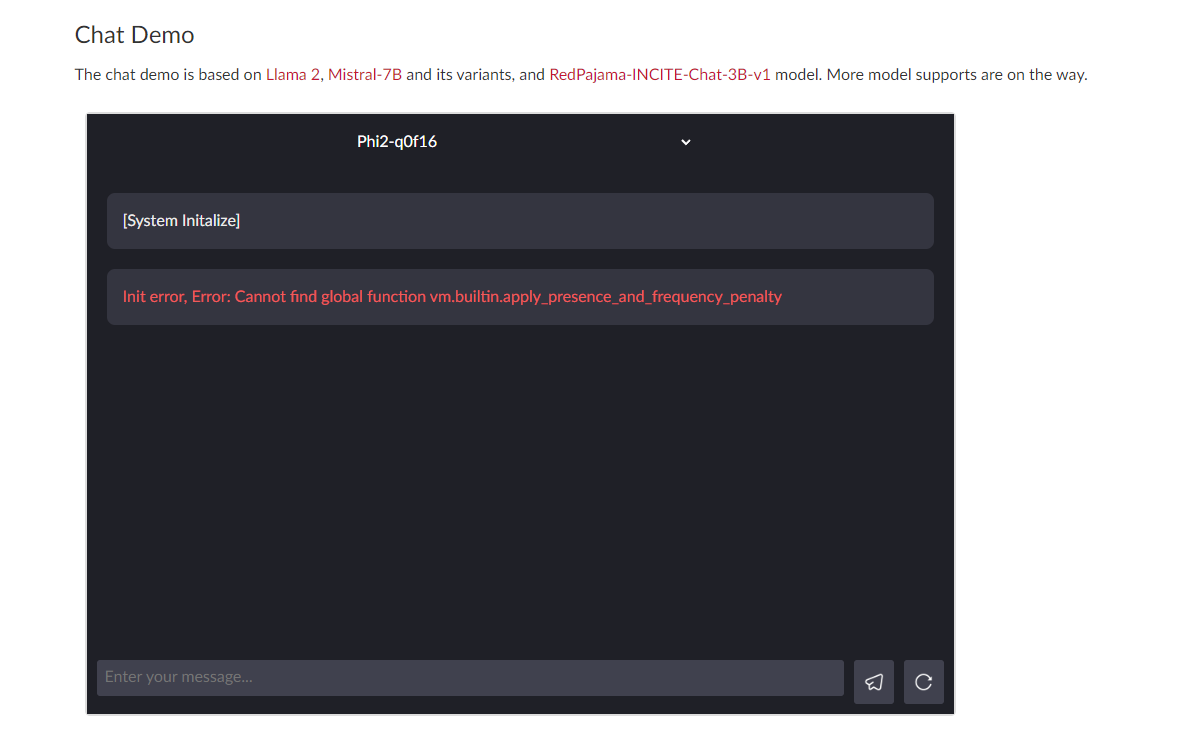 Chat Demo
The chat demo is based on Llama 2, Mistral-7B and its variants, and RedPajama-INCITE-Chat-3B-v1 model. More model supports are on the way.
Phi2-q0f16
[System Initalize]
Init error, Error: Cannot find global function vm.builtin.apply_presence_and_frequency_penalty
Enter your message...